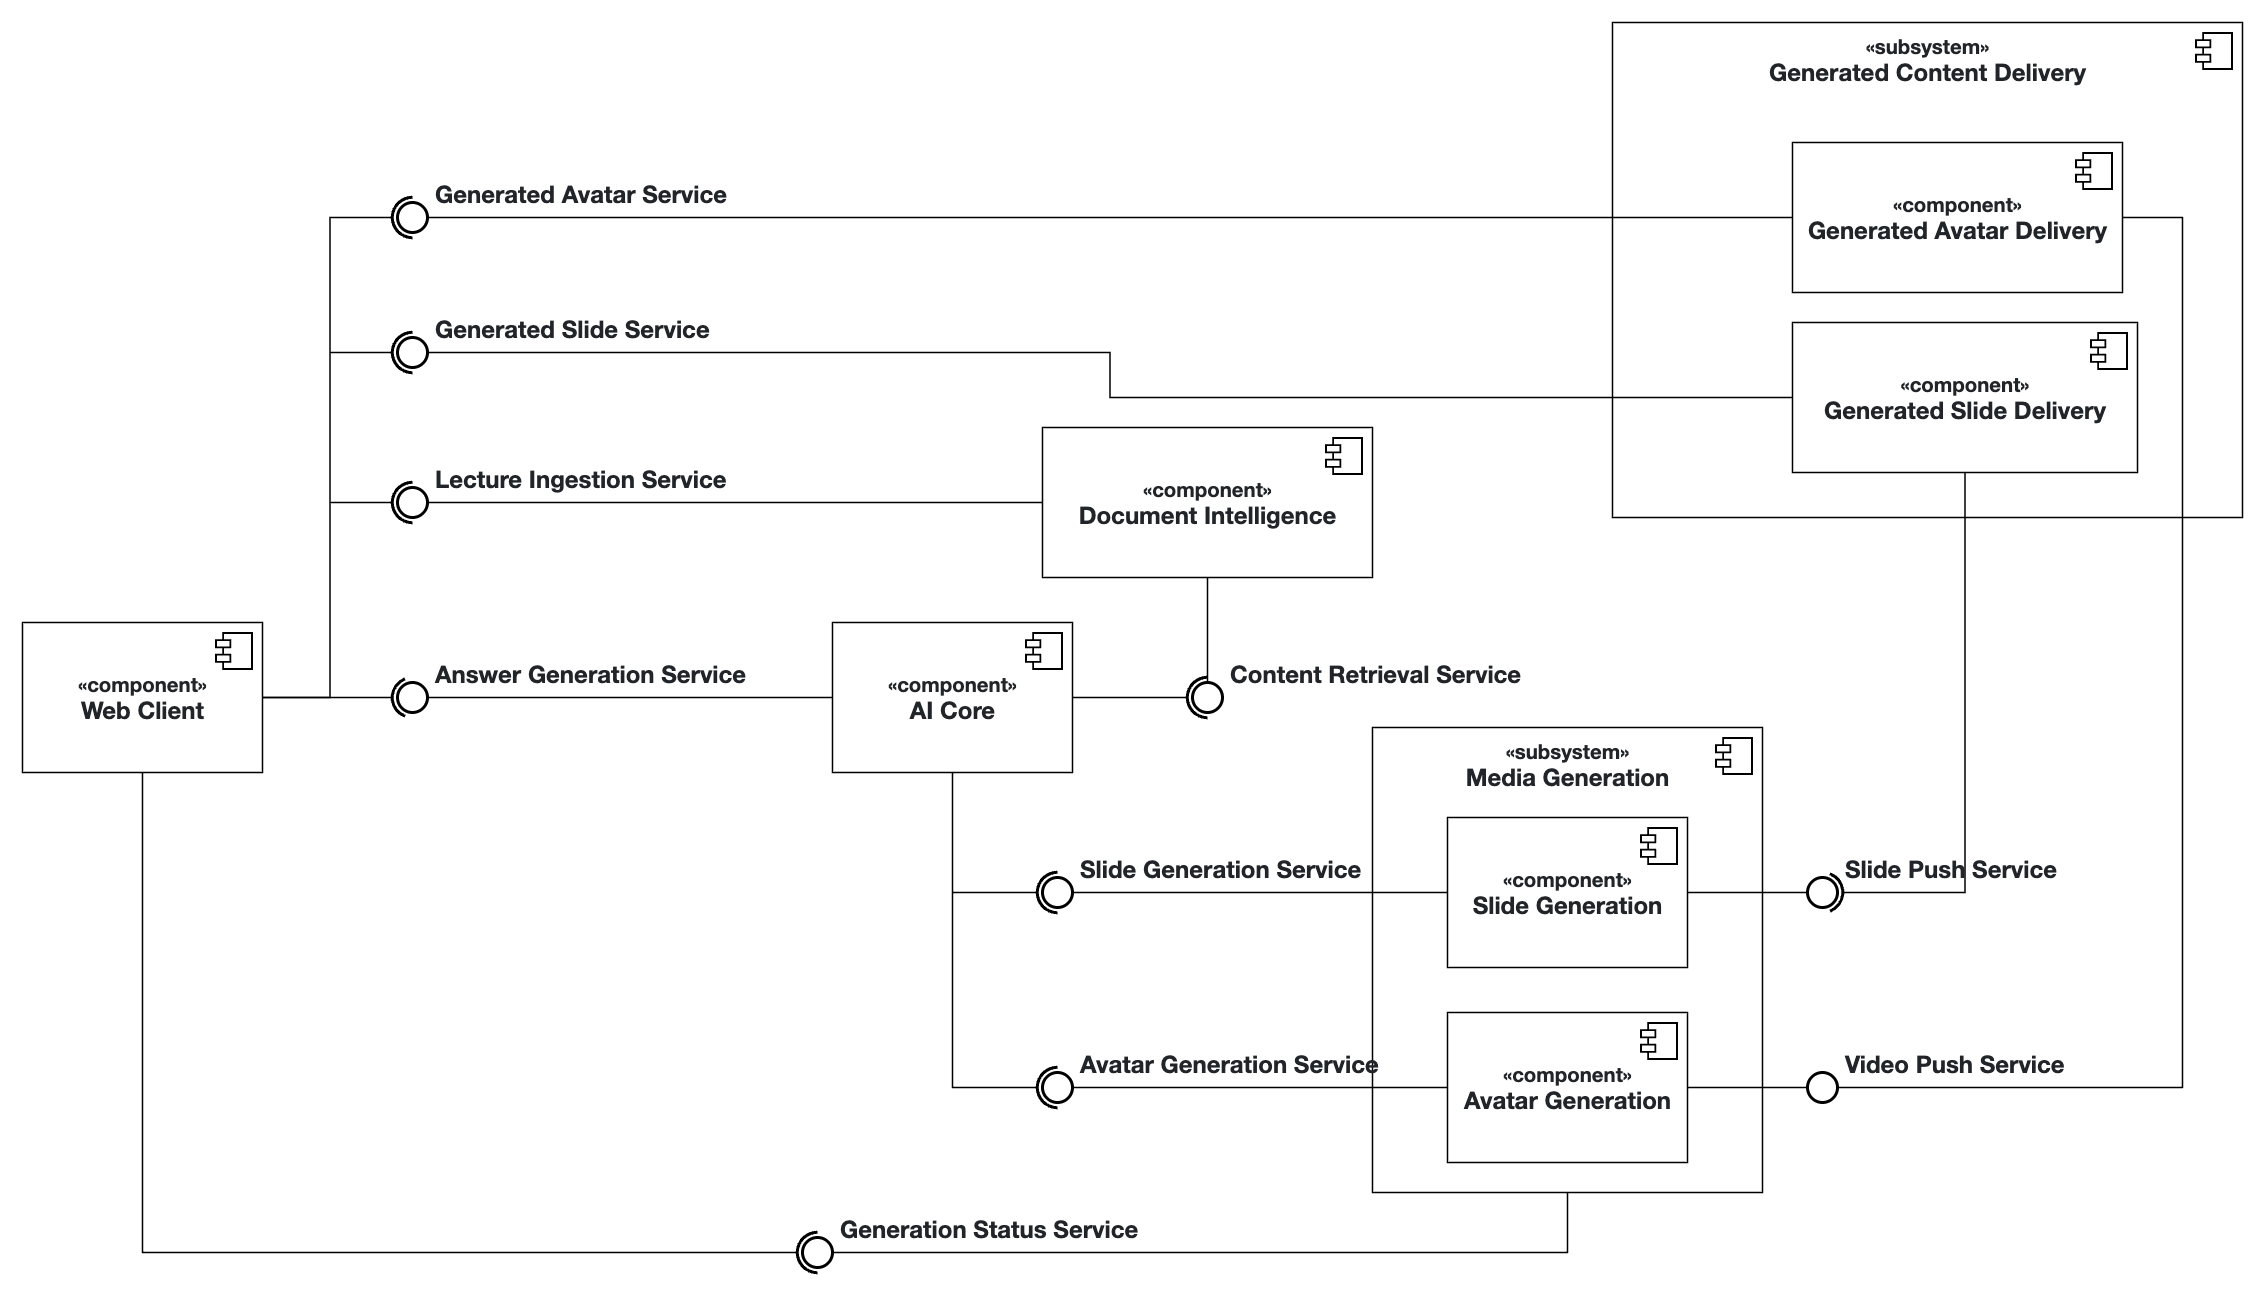 «subsystem»
Generated Content Delivery
Generated Avatar Service
«component»
Generated Avatar Delivery
Generated Slide Service
«component»
Generated Slide Delivery
Lecture Ingestion Service
«component»
Document Intelligence
«component»
Web Client
Answer Generation Service
«component»
AI Core
Content Retrieval Service
«subsystem»
Media Generation
Slide Generation Service
«component»
Slide Generation
Slide Push Service
Avatar Generation Service
«component»
Avatar Generation
Video Push Service
Generation Status Service